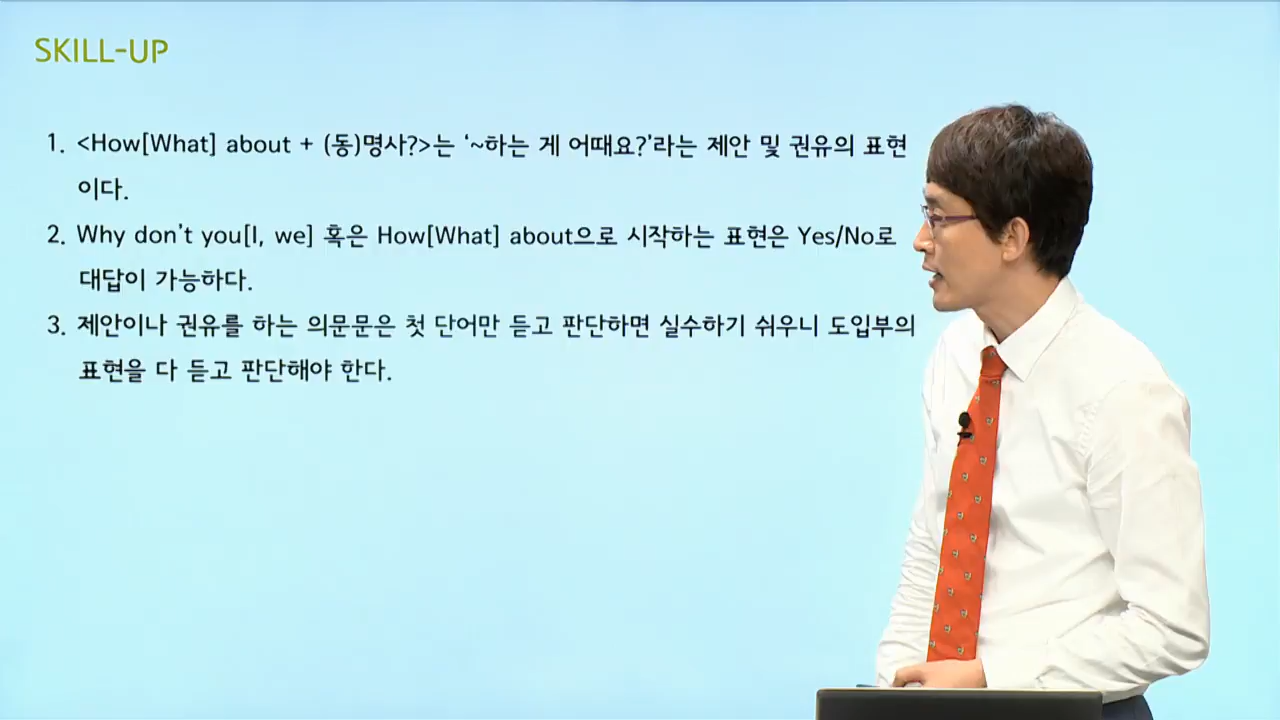 SKILL-UP
1. <How[What] about + (동)명사?>는 ‘~하는 게 어때요?’라는 제안 및 권유의 표현
이다.
2. Why don't you[I, we] 혹은 How[What] about으로 시작하는 표현은 Yes/No로
대답이 가능하다.
3. 제안이나 권유를 하는 의문문은 첫 단어만 듣고 판단하면 실수하기 쉬우니 도입부의
표현을 다 듣고 판단해야 한다.